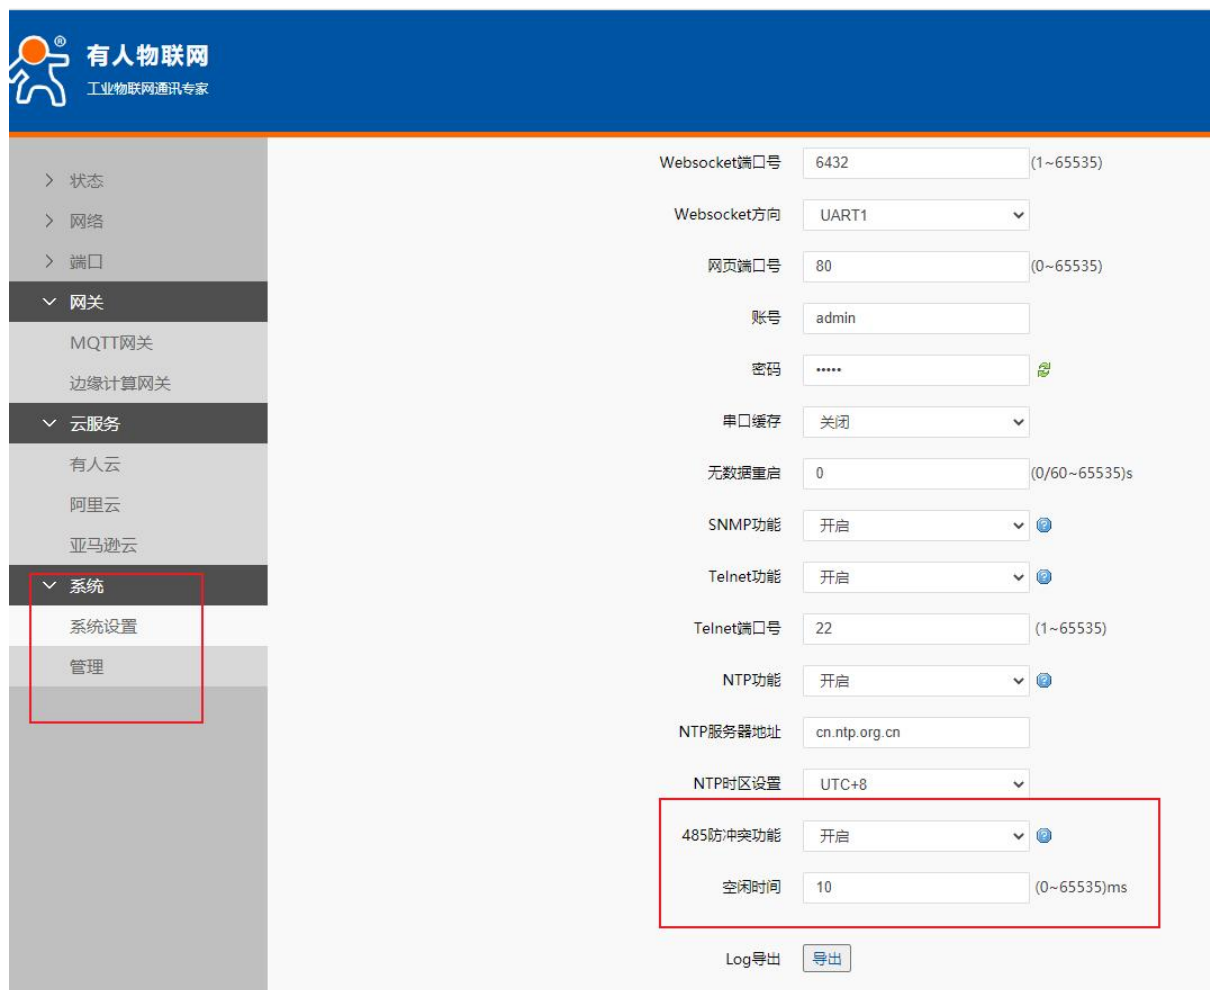 有人物联网
工业物联网通讯专家
状态
网络
端口
网关
MQTT网关
边缘计算网关
云服务
有人云
阿里云
亚马逊云
系统
系统设置
管理
Websocket端口号 6432 (1~65535)
Websocket方向 UART1
网页端口号 80 (0~65535)
账号 admin
密码 •••••
串口缓存 关闭
无数据重启 0 (0/60~65535)s
SNMP功能 开启
Telnet功能 开启
Telnet端口号 22 (1~65535)
NTP功能 开启
NTP服务器地址 cn.ntp.org.cn
NTP时区设置 UTC+8
485防冲突功能 开启
空闲时间 10 (0~65535)ms
Log导出 导出